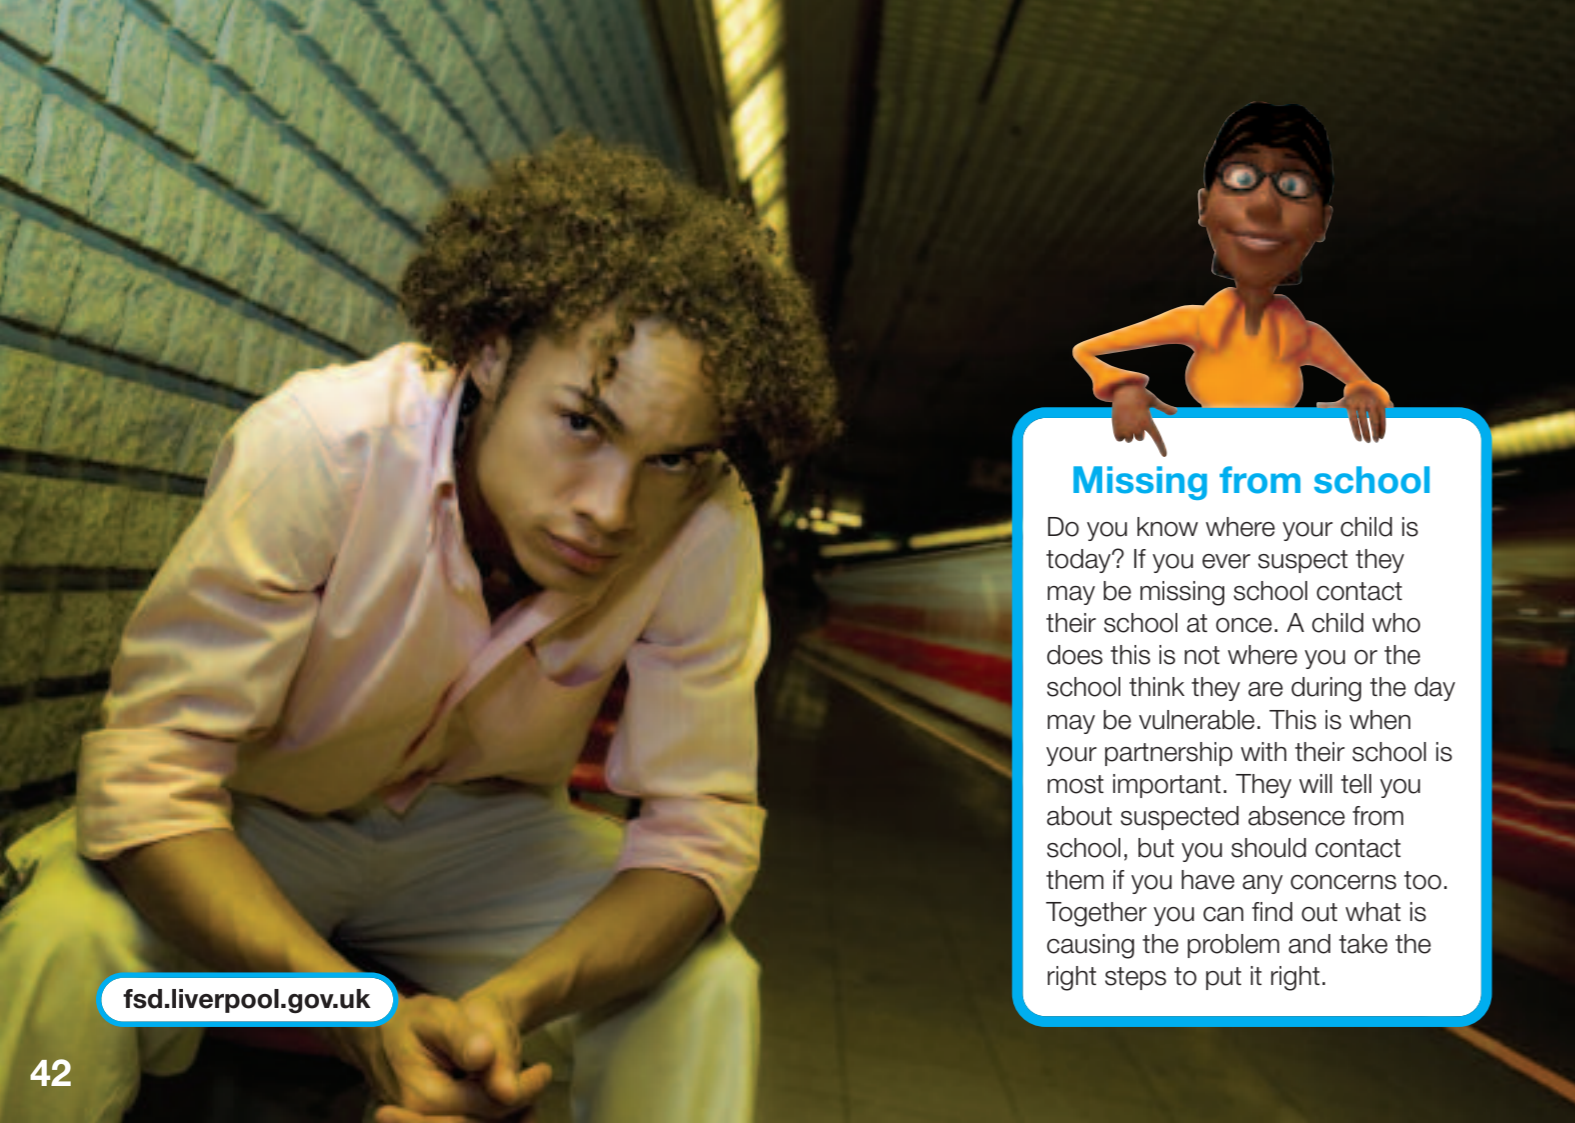 Missing from school
Do you know where your child is
today? If you ever suspect they
may be missing school contact
their school at once. A child who
does this is not where you or the
school think they are during the day
may be vulnerable. This is when
your partnership with their school is
most important. They will tell you
about suspected absence from
school, but you should contact
them if you have any concerns too.
Together you can find out what is
causing the problem and take the
right steps to put it right.
fsd.liverpool.gov.uk
42